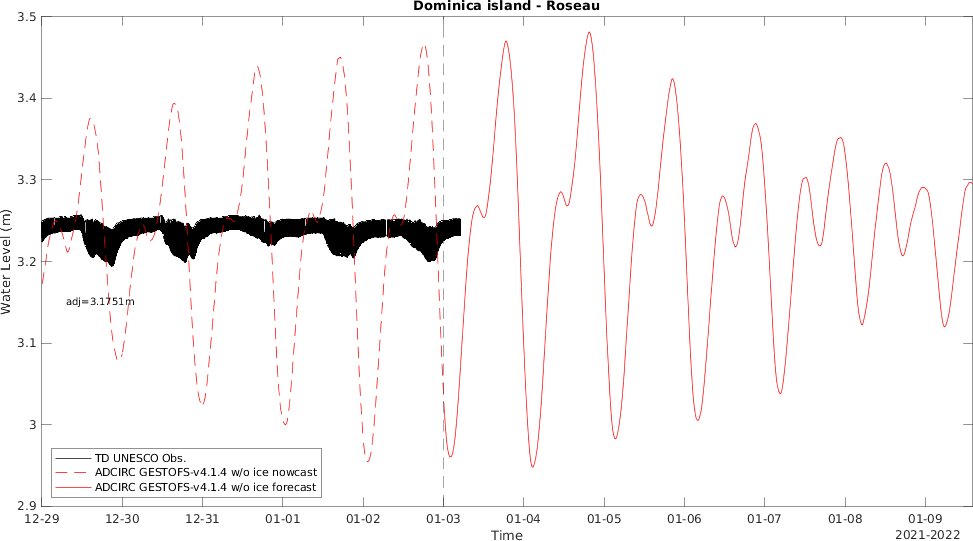 Dominica island - Roseau
3.5
3.4
3.3
3.2
3.1
3
2.9
Water Level (m)
adj=3.1751m
TD UNESCO Obs.
ADCIRC GESTOFS-v4.1.4 w/o ice nowcast
ADCIRC GESTOFS-v4.1.4 w/o ice forecast
12-29 12-30 12-31 01-01 01-02 01-03 01-04 01-05 01-06 01-07 01-08 01-09
Time
2021-2022